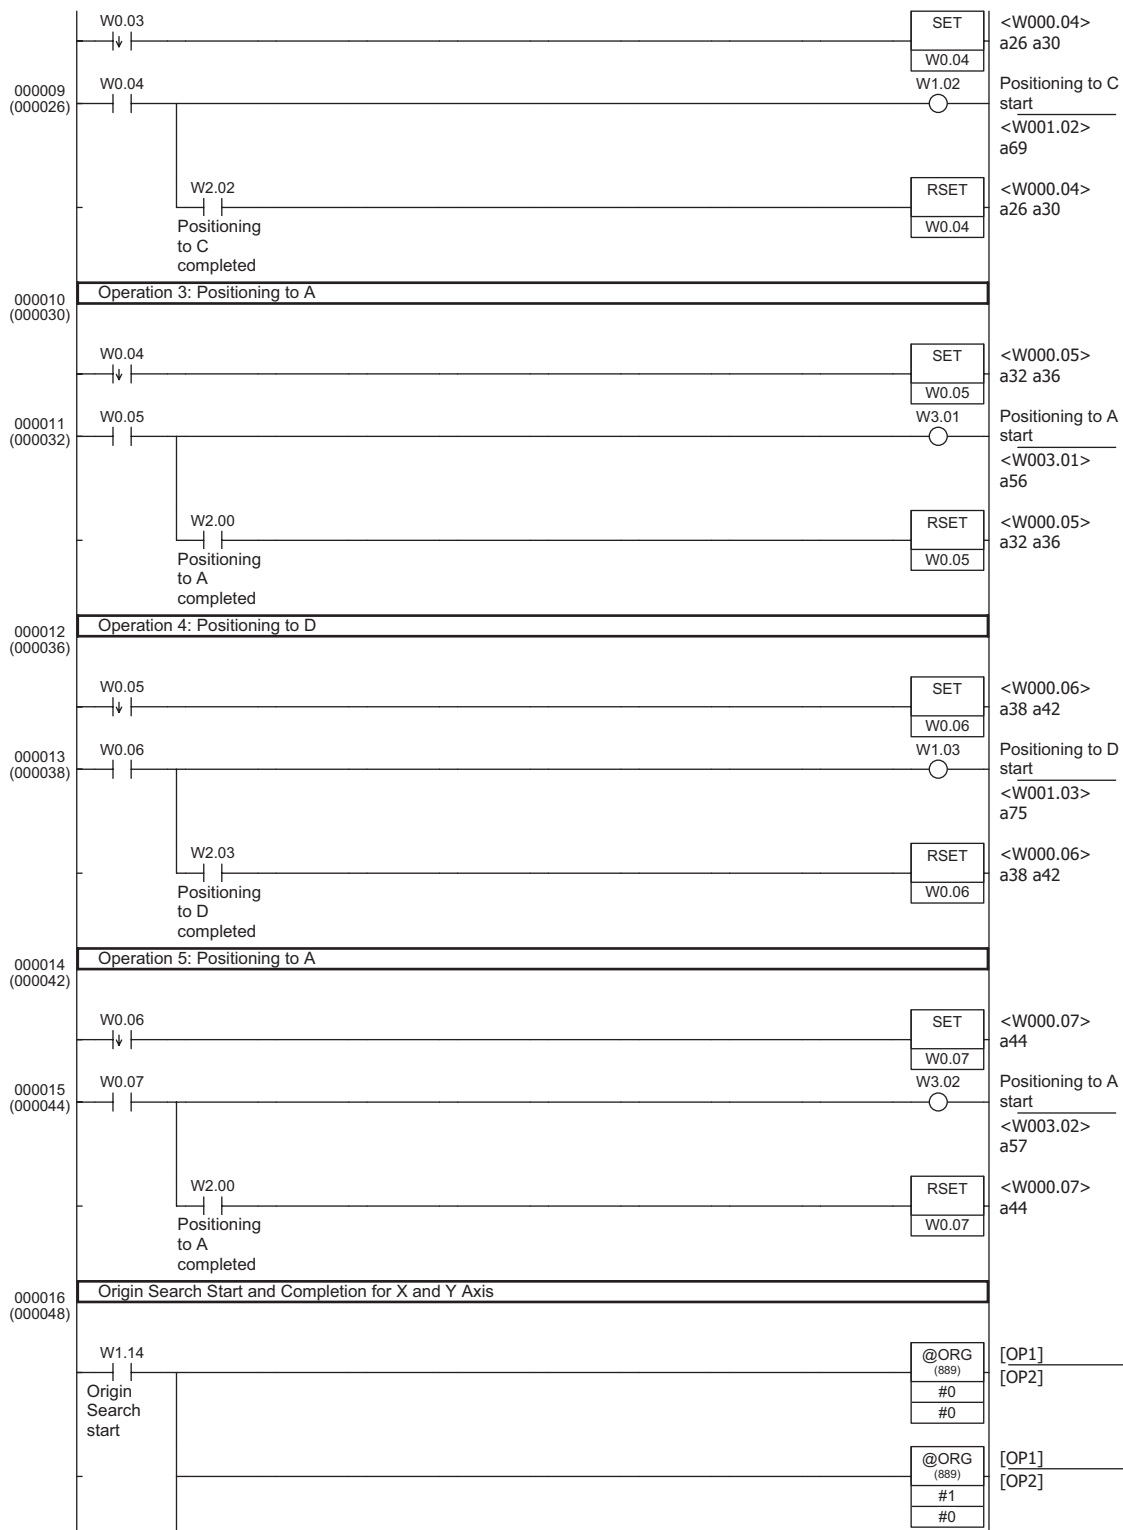 W0.03
SET
<W000.04>
a26 a30
W0.04
000009
(000026)
W0.04
W1.02
Positioning to C
start
<W001.02>
a69
W2.02
RSET
<W000.04>
a26 a30
W0.04
Positioning
to C
completed
000010
(000030)
Operation 3: Positioning to A
W0.04
SET
<W000.05>
a32 a36
W0.05
000011
(000032)
W0.05
W3.01
Positioning to A
start
<W003.01>
a56
W2.00
RSET
<W000.05>
a32 a36
W0.05
Positioning
to A
completed
000012
(000036)
Operation 4: Positioning to D
W0.05
SET
<W000.06>
a38 a42
W0.06
000013
(000038)
W0.06
W1.03
Positioning to D
start
<W001.03>
a75
W2.03
RSET
<W000.06>
a38 a42
W0.06
Positioning
to D
completed
000014
(000042)
Operation 5: Positioning to A
W0.06
SET
<W000.07>
a44
W0.07
000015
(000044)
W0.07
W3.02
Positioning to A
start
<W003.02>
a57
W2.00
RSET
<W000.07>
a44
W0.07
Positioning
to A
completed
000016
(000048)
Origin Search Start and Completion for X and Y Axis
W1.14
Origin
Search
start
@ORG
(889)
#0
#0
[OP1]
[OP2]
@ORG
(889)
#1
#0
[OP1]
[OP2]